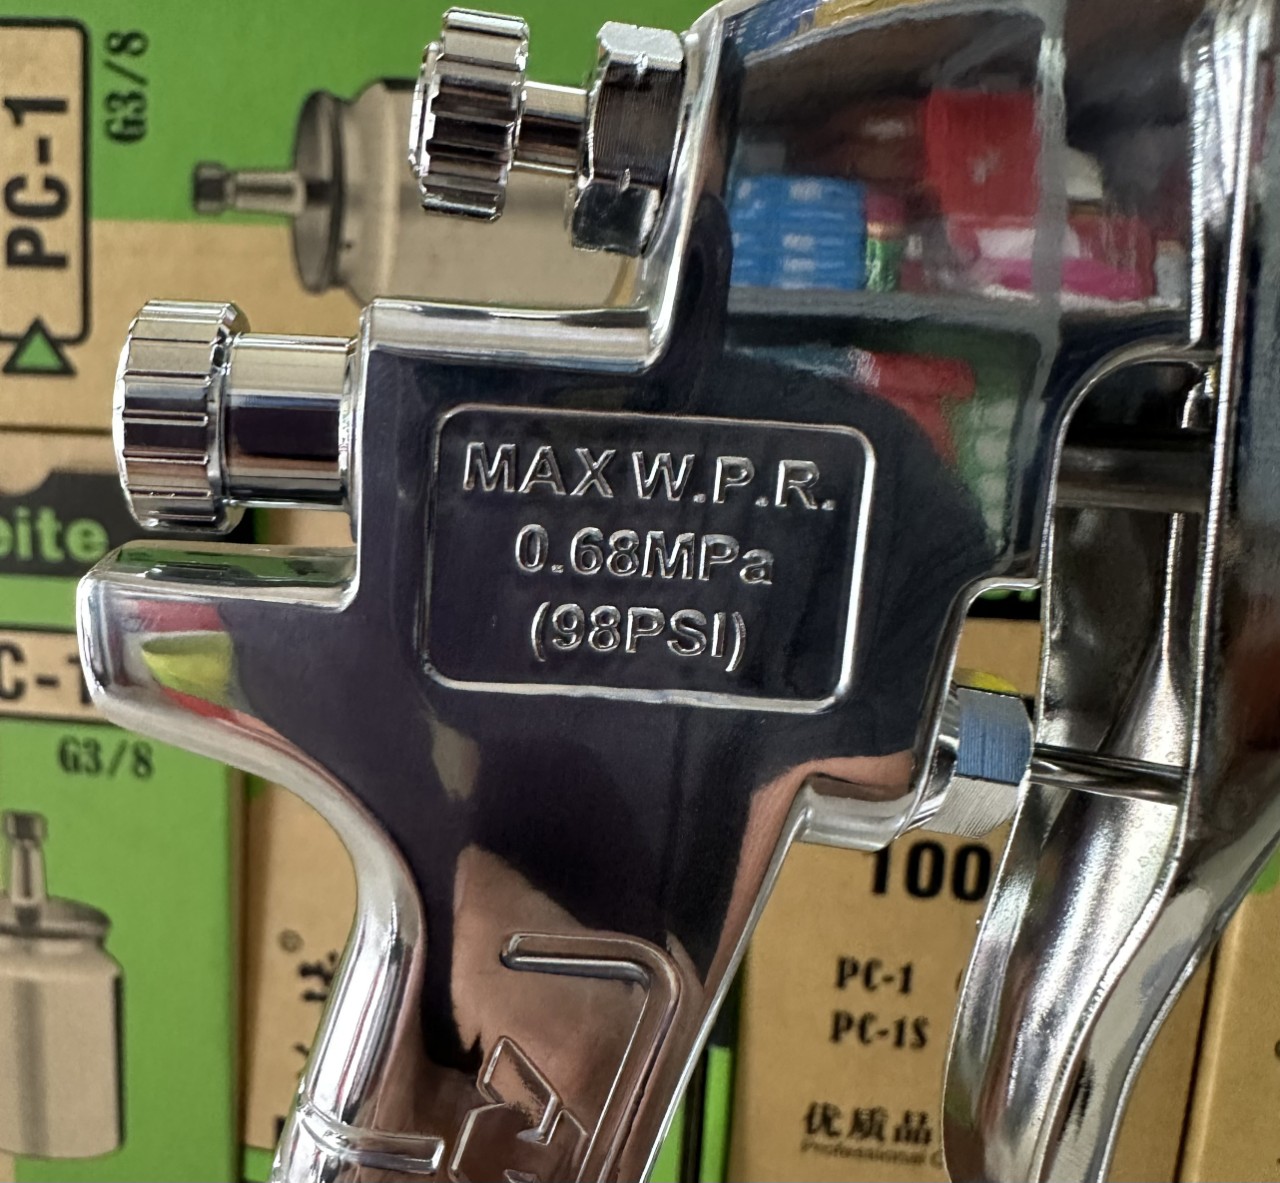 PC-1
G3/8
MAX W.P.R.
0.68MPa
(98PSI)
eite
G3/8
100
PC-1
PC-1S
优质品
Professional